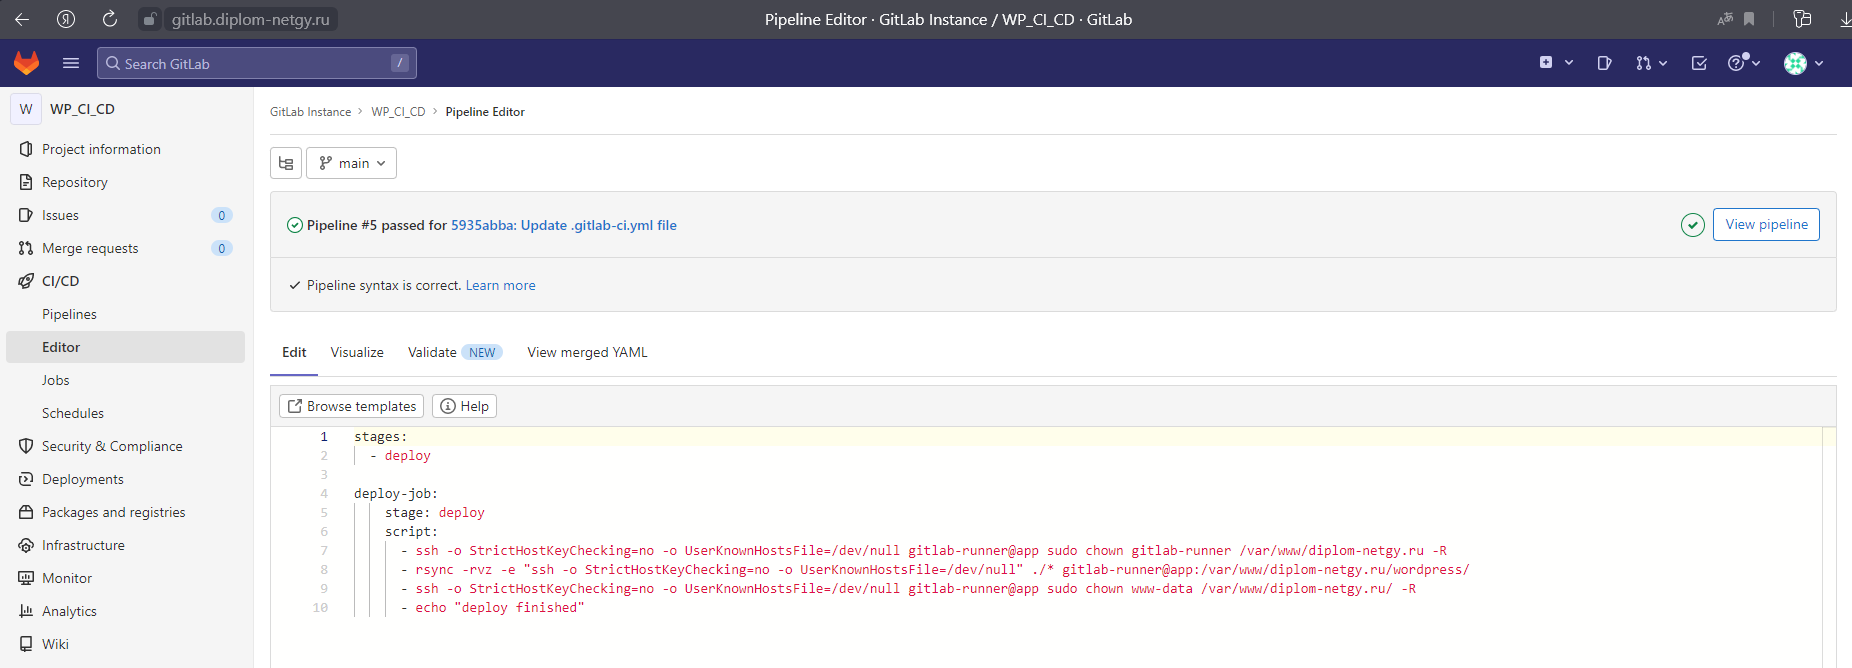 gitlab.diplom-netgy.ru
Pipeline Editor · GitLab Instance / WP_CI_CD · GitLab
Search GitLab /
W WP_CI_CD
Project information
Repository
Issues 0
Merge requests 0
CI/CD
Pipelines
Editor
Jobs
Schedules
Security & Compliance
Deployments
Packages and registries
Infrastructure
Monitor
Analytics
Wiki
GitLab Instance > WP_CI_CD > Pipeline Editor
main
Pipeline #5 passed for 5935abba: Update .gitlab-ci.yml file
View pipeline
Pipeline syntax is correct. Learn more
Edit Visualize Validate NEW View merged YAML
Browse templates Help
1 stages:
2 - deploy
3
4 deploy-job:
5 stage: deploy
6 script:
7 - ssh -o StrictHostKeyChecking=no -o UserKnownHostsFile=/dev/null gitlab-runner@app sudo chown gitlab-runner /var/www/diplom-netgy.ru -R
8 - rsync -rvz -e "ssh -o StrictHostKeyChecking=no -o UserKnownHostsFile=/dev/null" ./* gitlab-runner@app:/var/www/diplom-netgy.ru/wordpress/
9 - ssh -o StrictHostKeyChecking=no -o UserKnownHostsFile=/dev/null gitlab-runner@app sudo chown www-data /var/www/diplom-netgy.ru/ -R
10 - echo "deploy finished"